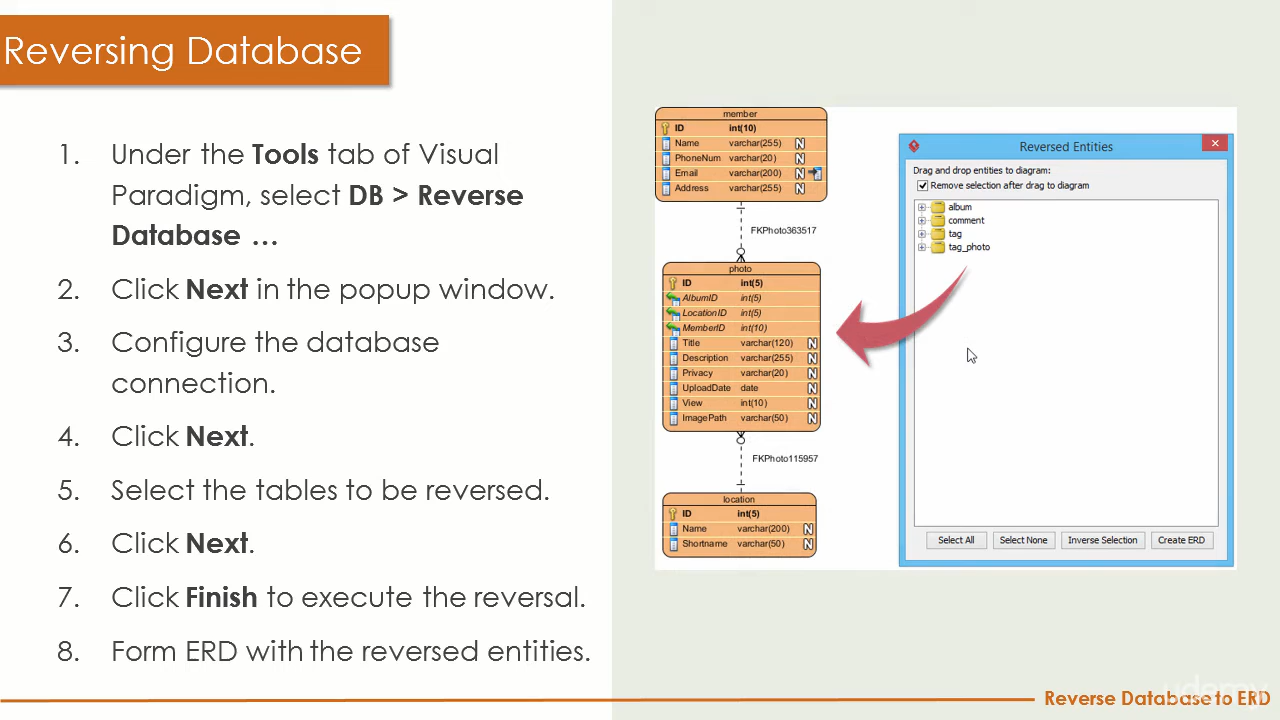 Reversing Database
1. Under the Tools tab of Visual
Paradigm, select DB > Reverse
Database ...
2. Click Next in the popup window.
3. Configure the database
connection.
4. Click Next.
5. Select the tables to be reversed.
6. Click Next.
7. Click Finish to execute the reversal.
8. Form ERD with the reversed entities.
member
ID int(10)
Name varchar(255) N
PhoneNum varchar(20) N
Email varchar(200) N
Address varchar(255) N
FKPhoto363517
photo
ID int(5)
AlbumID int(5)
LocationID int(5)
MemberID int(10)
Title varchar(120) N
Description varchar(255) N
Privacy varchar(20) N
UploadDate date N
View int(10) N
ImagePath varchar(50) N
FKPhoto115957
location
ID int(5)
Name varchar(200) N
Shortname varchar(50) N
Reversed Entities
Drag and drop entities to diagram:
Remove selection after drag to diagram
album
comment
tag
tag_photo
Select All Select None Inverse Selection Create ERD
Reverse Database to ERD
udemy